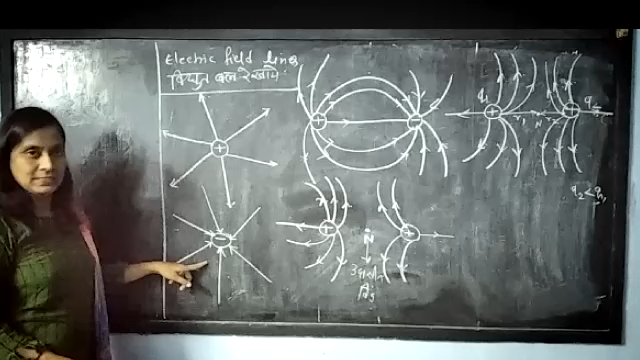 Electric field lines
विद्युत बल रेखाएं
+
+
-
q₁
+
N
+
q₂
q₂ < q₁
-
+
N
+
उदासीन
बिंदु